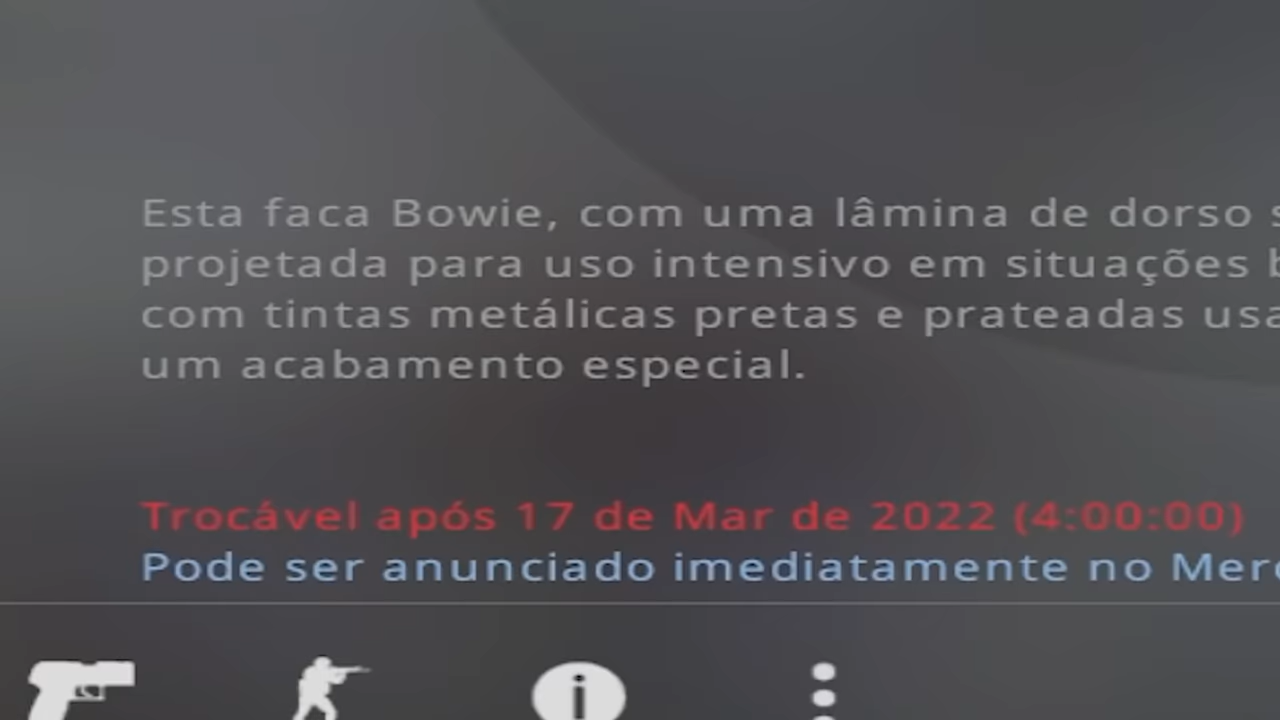 Esta faca Bowie, com uma lâmina de dorso
projetada para uso intensivo em situações
com tintas metálicas pretas e prateadas
um acabamento especial.
Trocável após 17 de Mar de 2022 (4:00:00)
Pode ser anunciado imediatamente no